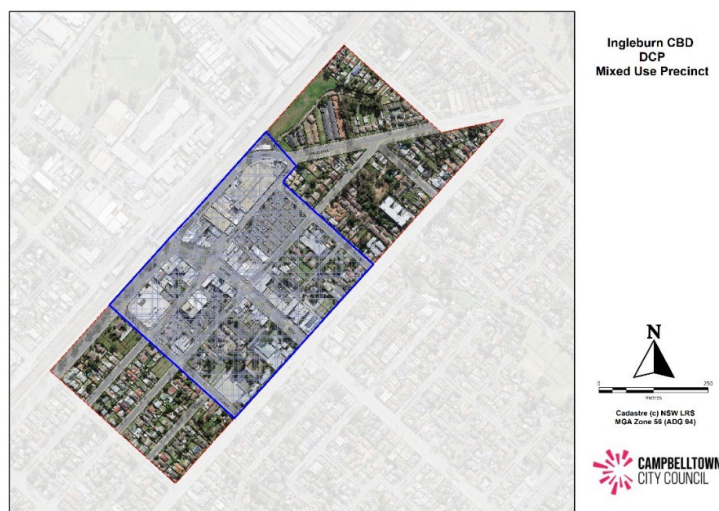 Ingleburn CBD
DCP
Mixed Use Precinct
N
0 250
metres
Cadastre (c) NSW LRS
MGA Zone 56 (ADG 94)
CAMPBELLTOWN
CITY COUNCIL